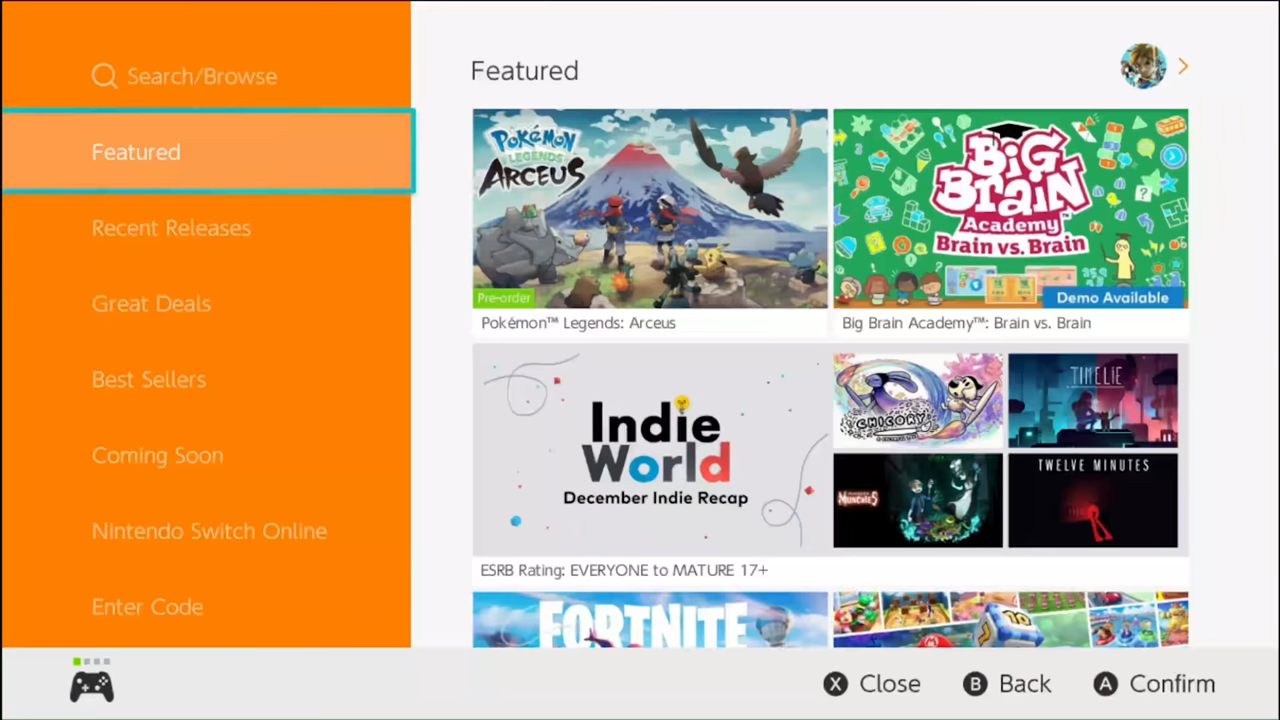 Search/Browse
Featured
Recent Releases
Great Deals
Best Sellers
Coming Soon
Nintendo Switch Online
Enter Code
Featured
POKÉMON
LEGENDS
ARCEUS
Pre-order
Pokémon™ Legends: Arceus
BiG
BRaiN
Academy
Brain vs. Brain
Demo Available
Big Brain Academy™: Brain vs. Brain
Indie
World
December Indie Recap
CHICORY
TIMELIE
MUNCHIES
TWELVE MINUTES
ESRB Rating: EVERYONE to MATURE 17+
FORTNITE
10
X Close
B Back
A Confirm